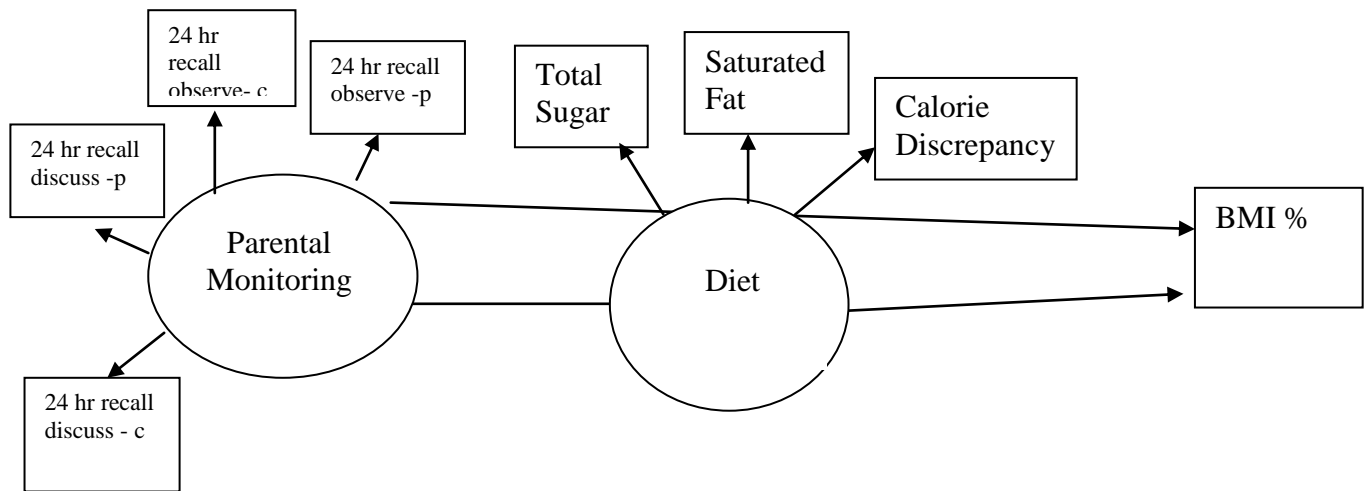 24 hr
recall
observe- c
24 hr recall
observe -p
24 hr recall
discuss -p
24 hr recall
discuss - c
Parental
Monitoring
Total
Sugar
Saturated
Fat
Calorie
Discrepancy
Diet
BMI %